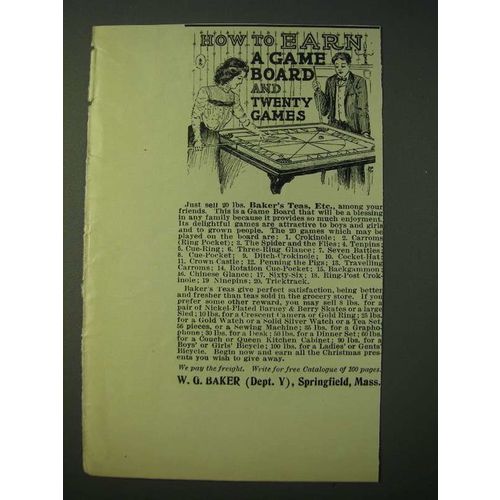 HOW TO EARN
A GAME
BOARD
AND
TWENTY
GAMES
Just sell 20 lbs. Baker's Teas, Etc., among your
friends. This is a Game Board that will be a blessing
in any family because it provides so much enjoyment.
Its delightful games are attractive to boys and girls
and to grown people. The 20 games which may be
played on the board are: 1. Crokinole; 2. Carroms
(Ring Pocket); 3. The Spider and the Flies; 4. Tenpins
5. Cue-Ring; 6. Three-Ring Glance; 7. Seven Battles
8. Cue-Pocket; 9. Ditch-Crokinole; 10. Cocket-Hat
11. Crown Castle; 12. Penning the Pigs; 13. Travelling
Carroms; 14. Rotation Cue-Pocket; 15. Backgammon
16. Chinese Glance; 17. Sixty-Six; 18. Ring-Post Crok-
inole; 19 Ninepins; 20. Tricktrack.
Baker's Teas give perfect satisfaction, being better
and fresher than teas sold in the grocery store. If you
prefer some other reward, you may sell 8 lbs. for a
pair of Nickel-Plated Barney & Berry Skates or a large
Sled; 10 lbs. for a Crescent Camera or Gold Ring; 25 lbs.
for a Gold Watch or a Solid Silver Watch or a Tea Set,
56 pieces, or a Sewing Machine; 35 lbs. for a Grapho-
phone; 30 lbs. for a Desk; 50 lbs. for a Dinner Set; 60 lbs.
for a Couch or Queen Kitchen Cabinet; 90 lbs. for a
Boys' or Girls' Bicycle; 100 lbs. for a Ladies' or Gents'
Bicycle. Begin now and earn all the Christmas pres-
ents you wish to give away.
We pay the freight. Write for free Catalogue of 200 pages.
W. G. BAKER (Dept. Y), Springfield, Mass.